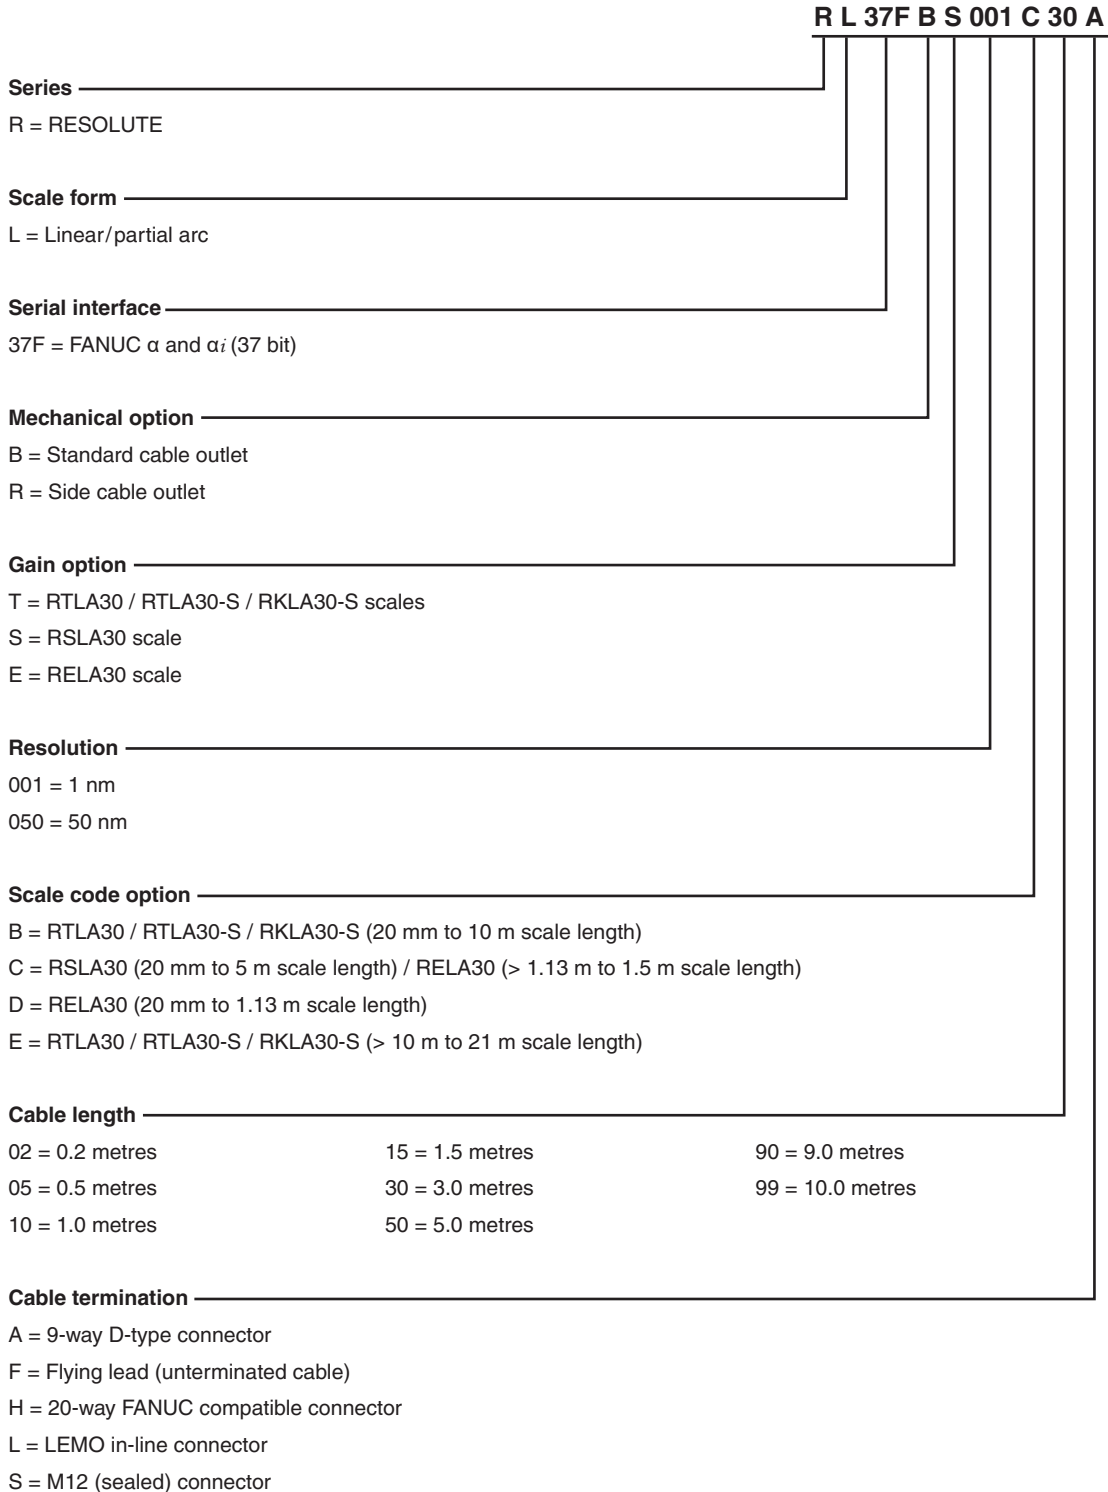 R L 37F B S 001 C 30 A
Series
R = RESOLUTE
Scale form
L = Linear/partial arc
Serial interface
37F = FANUC α and αi (37 bit)
Mechanical option
B = Standard cable outlet
R = Side cable outlet
Gain option
T = RTLA30 / RTLA30-S / RKLA30-S scales
S = RSLA30 scale
E = RELA30 scale
Resolution
001 = 1 nm
050 = 50 nm
Scale code option
B = RTLA30 / RTLA30-S / RKLA30-S (20 mm to 10 m scale length)
C = RSLA30 (20 mm to 5 m scale length) / RELA30 (> 1.13 m to 1.5 m scale length)
D = RELA30 (20 mm to 1.13 m scale length)
E = RTLA30 / RTLA30-S / RKLA30-S (> 10 m to 21 m scale length)
Cable length
02 = 0.2 metres 15 = 1.5 metres 90 = 9.0 metres
05 = 0.5 metres 30 = 3.0 metres 99 = 10.0 metres
10 = 1.0 metres 50 = 5.0 metres
Cable termination
A = 9-way D-type connector
F = Flying lead (unterminated cable)
H = 20-way FANUC compatible connector
L = LEMO in-line connector
S = M12 (sealed) connector